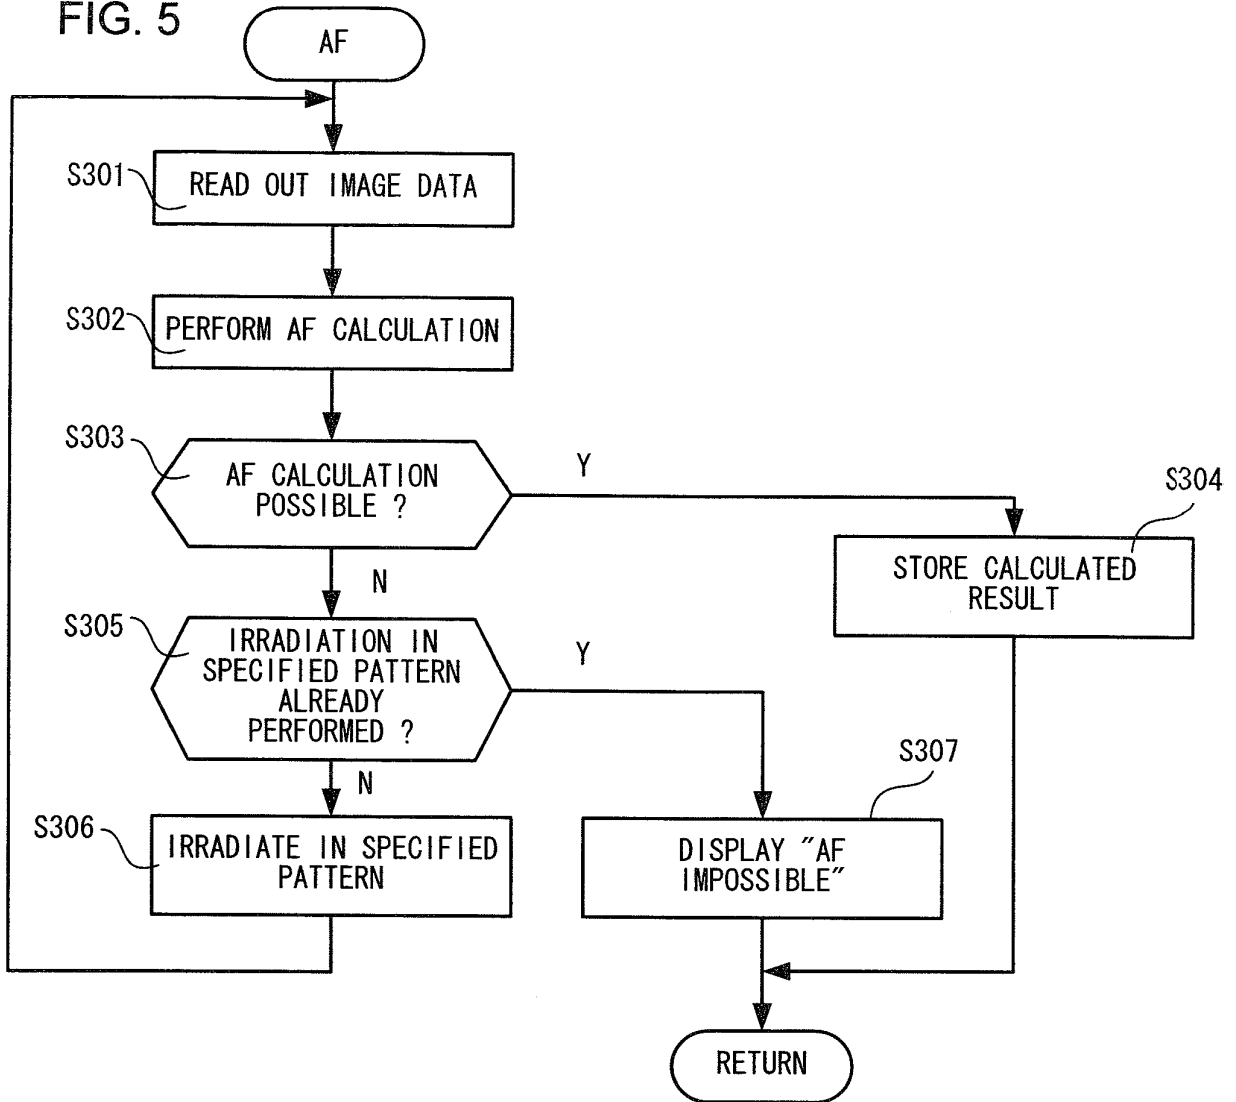 FIG. 5
AF
S301
READ OUT IMAGE DATA
S302
PERFORM AF CALCULATION
S303
AF CALCULATION
POSSIBLE ?
Y
S304
STORE CALCULATED
RESULT
N
S305
IRRADIATION IN
SPECIFIED PATTERN
ALREADY
PERFORMED ?
Y
N
S306
IRRADIATE IN SPECIFIED
PATTERN
S307
DISPLAY "AF
IMPOSSIBLE"
RETURN